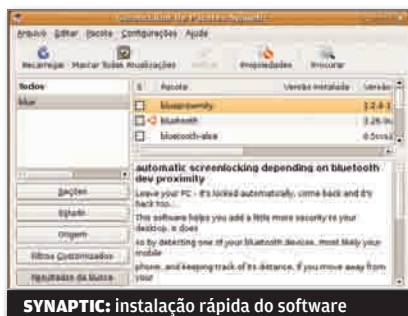 Gerenciador de Pacotes Synaptic
Arquivo Editar Pacote Configurações Ajuda
Recarregar Marcar Todas Atualizações Propriedades Procurar
Todos
blue
S Pacote Versão Instalada Versão
blueproximity
bluetooth
bluetooth-alsa
automatic screenlocking depending on bluetooth
dev proximity
Leave your PC - it's locked automatically, come back and it's
back too...
This software helps you add a little more security to your
desktop. It does
so by detecting one of your bluetooth devices, most likely your
mobile
phone, and keeping track of its distance. If you move away from
your
Seções
Estado
Origem
Filtros Customizados
Resultados da Busca
SYNAPTIC: instalação rápida do software